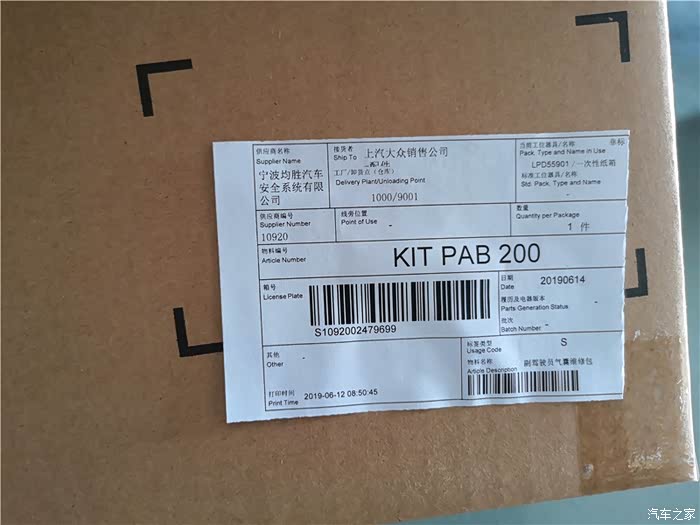 供应商名称
Supplier Name
宁波均胜汽车
安全系统有限
公司
接货者
Ship To
上汽大众销售公司
工厂/卸货点（仓库）
Delivery Plant/Unloading Point
1000/9001
当前工位器具/名称
Pack. Type and Name in Use
LPD55901 /一次性纸箱
标准工位器具/名称
Std. Pack, Type and Name
-
供应商编号
Supplier Number
10920
线旁位置
Point of Use
-
数量
Quantity per Package
1 件
物料编号
Article Number
KIT PAB 200
箱号
License Plate
S1092002479699
日期
Date
20190614
覆图及电器版本
Parts Generation Status
-
批次
Batch Number
-
其他
Other
-
标签类型
Usage Code
S
物料名称
Article Description
副驾驶员气囊维修包
打印时间
Print Time
2019-06-12 08:50:45
汽车之家